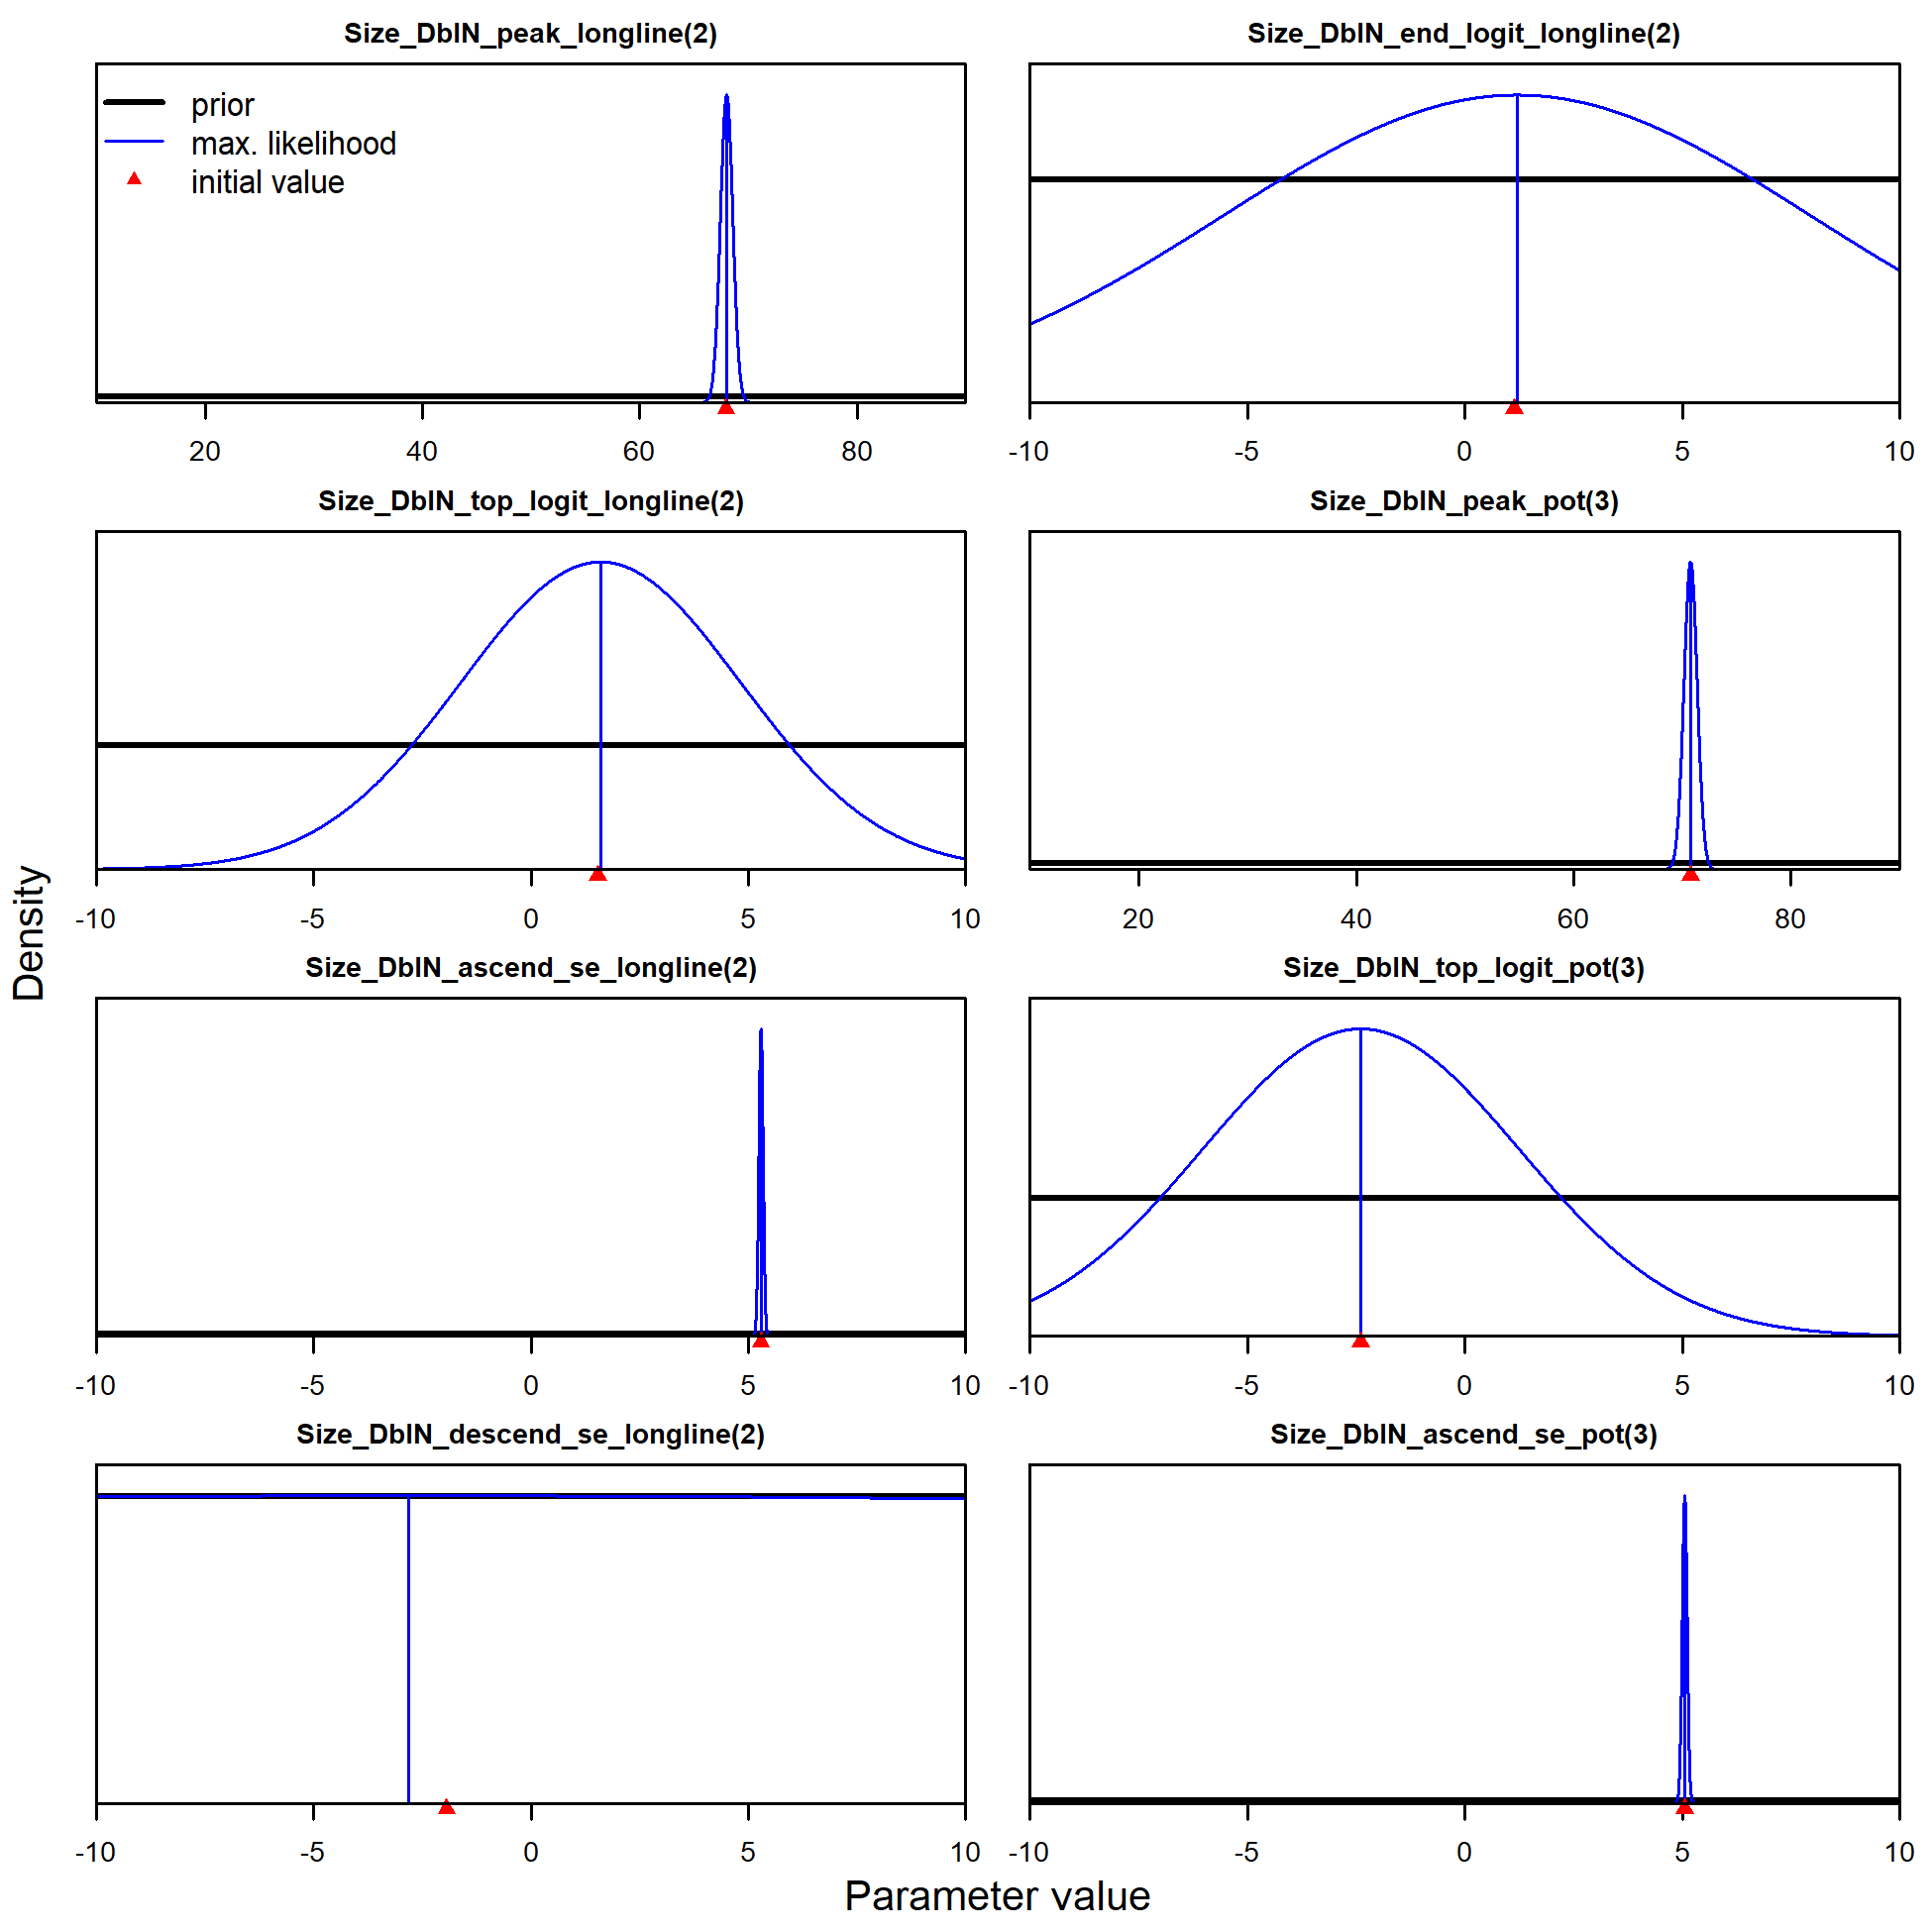 Size_DblN_peak_longline(2)
prior
max. likelihood
initial value
20 40 60 80
Size_DblN_end_logit_longline(2)
-10 -5 0 5 10
Size_DblN_top_logit_longline(2)
-10 -5 0 5 10
Size_DblN_peak_pot(3)
20 40 60 80
Size_DblN_ascend_se_longline(2)
-10 -5 0 5 10
Size_DblN_top_logit_pot(3)
-10 -5 0 5 10
Size_DblN_descend_se_longline(2)
-10 -5 0 5 10
Size_DblN_ascend_se_pot(3)
-10 -5 0 5 10
Density
Parameter value